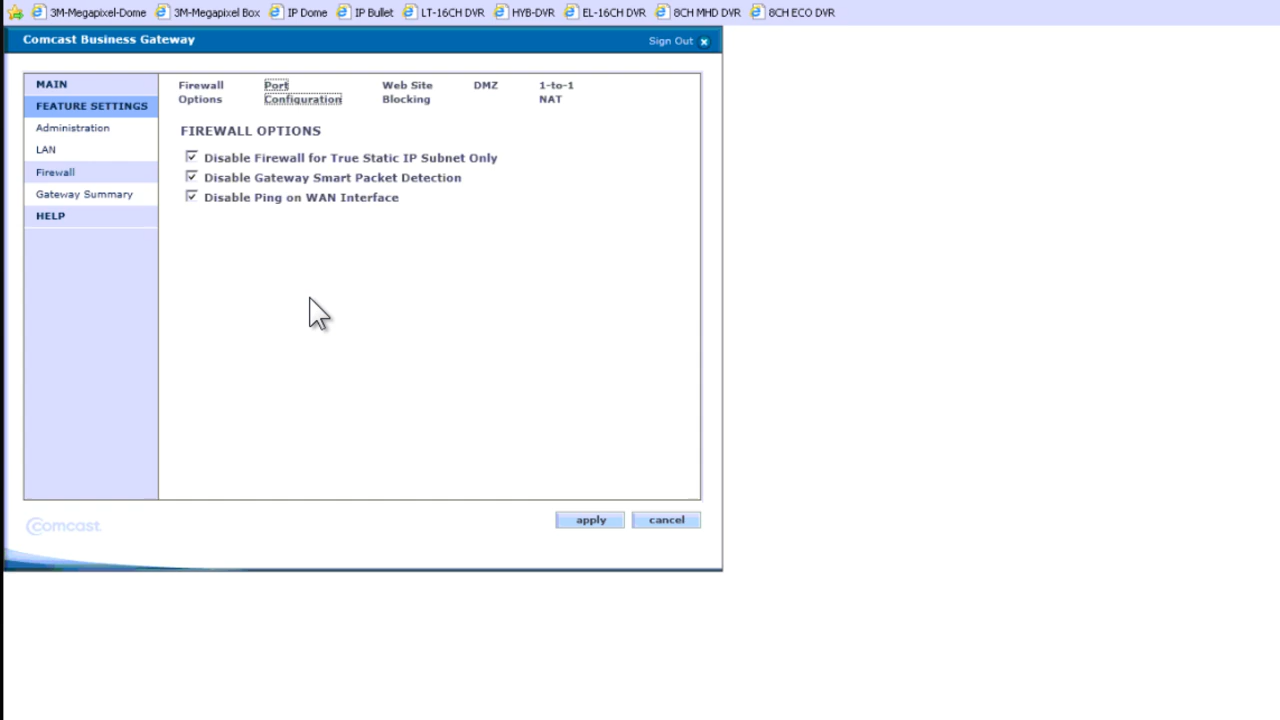 3M-Megapixel-Dome 3M-Megapixel Box IP Dome IP Bullet LT-16CH DVR HYB-DVR EL-16CH DVR 8CH MHD DVR 8CH ECO DVR
Comcast Business Gateway Sign Out
MAIN
FEATURE SETTINGS
Administration
LAN
Firewall
Gateway Summary
HELP
Firewall Port Web Site DMZ 1-to-1
Options Configuration Blocking NAT
FIREWALL OPTIONS
Disable Firewall for True Static IP Subnet Only
Disable Gateway Smart Packet Detection
Disable Ping on WAN Interface
Comcast. apply cancel